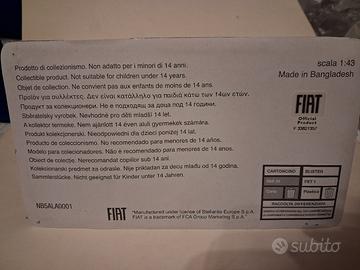 Prodotto di collezionismo. Non adatto per i minori di 14 anni.
scala 1:43
Collectible product. Not suitable for children under 14 years.
Made in Bangladesh
Objet de collection. Ne convient pas aux enfants de moins de 14 ans.
Προϊόν για συλλέκτες. Δεν είναι κατάλληλο για παιδιά κάτω των 14ων ετών.
Продукт за колекционери. Не е подходящ за деца под 14 години.
Sbíratelský výrobek. Nevhodné pro děti mladší 14 let.
A kollektor termeke. Nem ajánlott 14 éven aluli gyermekek számára.
Produkt kolekcjonerski. Nieodpowiedni dla dzieci poniżej 14 lat.
Producto de coleccionismo. No recomendado para menores de 14 años.
Modelo para colecionadores. Não é recomendado para menores de 14 anos.
Obiect de colecție. Nerecomandat copiilor sub 14 ani.
Kolekcionarski predmet za odrasle. Nije prikladan za decu mlađu od 14 godina.
Sammlerstücke. Nicht geeignet für Kinder unter 14 Jahren.
FIAT
Official
Product
CARTONCINO
BLISTER
PET 1
Carta
Plastica
RACCOLTA DIFFERENZIATA
NB5ALAI0001
FIAT
"Manufactured under license of Stellantis Europe S.p.A.
FIAT is a trademark of FCA Group Marketing S.p.A."
subito